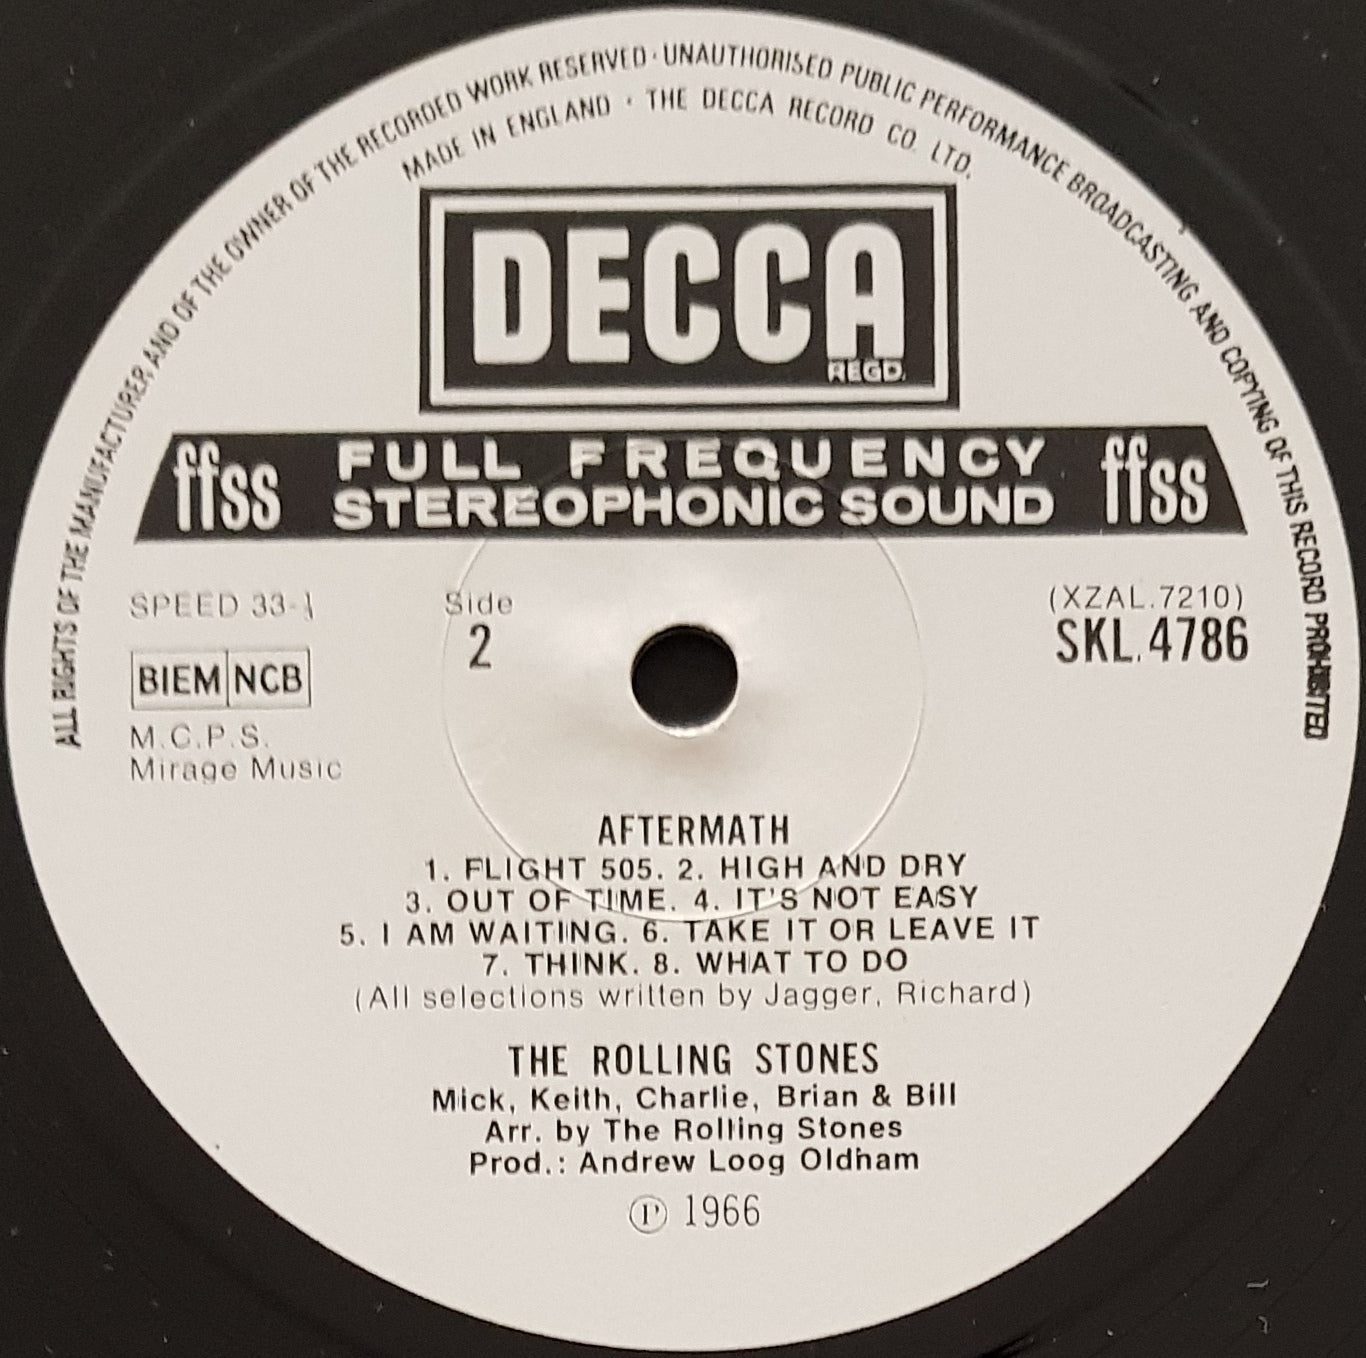 ALL RIGHTS OF THE MANUFACTURER AND OF THE OWNER OF THE RECORDED WORK RESERVED · UNAUTHORISED PUBLIC PERFORMANCE BROADCASTING AND COPYING OF THIS RECORD PROHIBITED
MADE IN ENGLAND · THE DECCA RECORD CO. LTD.
DECCA
REGD.
ffss FULL FREQUENCY ffss
STEREOPHONIC SOUND
SPEED 33-⅓
Side
2
(XZAL.7210)
SKL.4786
BIEM NCB
M.C.P.S.
Mirage Music
AFTERMATH
1. FLIGHT 505. 2. HIGH AND DRY
3. OUT OF TIME. 4. IT'S NOT EASY
5. I AM WAITING. 6. TAKE IT OR LEAVE IT
7. THINK. 8. WHAT TO DO
(All selections written by Jagger, Richard)
THE ROLLING STONES
Mick, Keith, Charlie, Brian & Bill
Arr. by The Rolling Stones
Prod.: Andrew Loog Oldham
℗ 1966